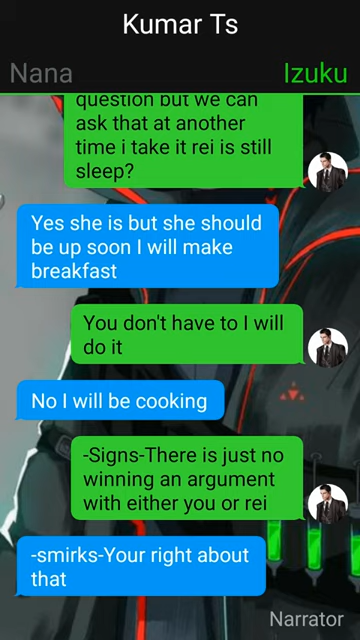 Kumar Ts
Nana
Izuku
question but we can
ask that at another
time i take it rei is still
sleep?
Yes she is but she should
be up soon I will make
breakfast
You don't have to I will
do it
No I will be cooking
-Signs-There is just no
winning an argument
with either you or rei
-smirks-Your right about
that
Narrator